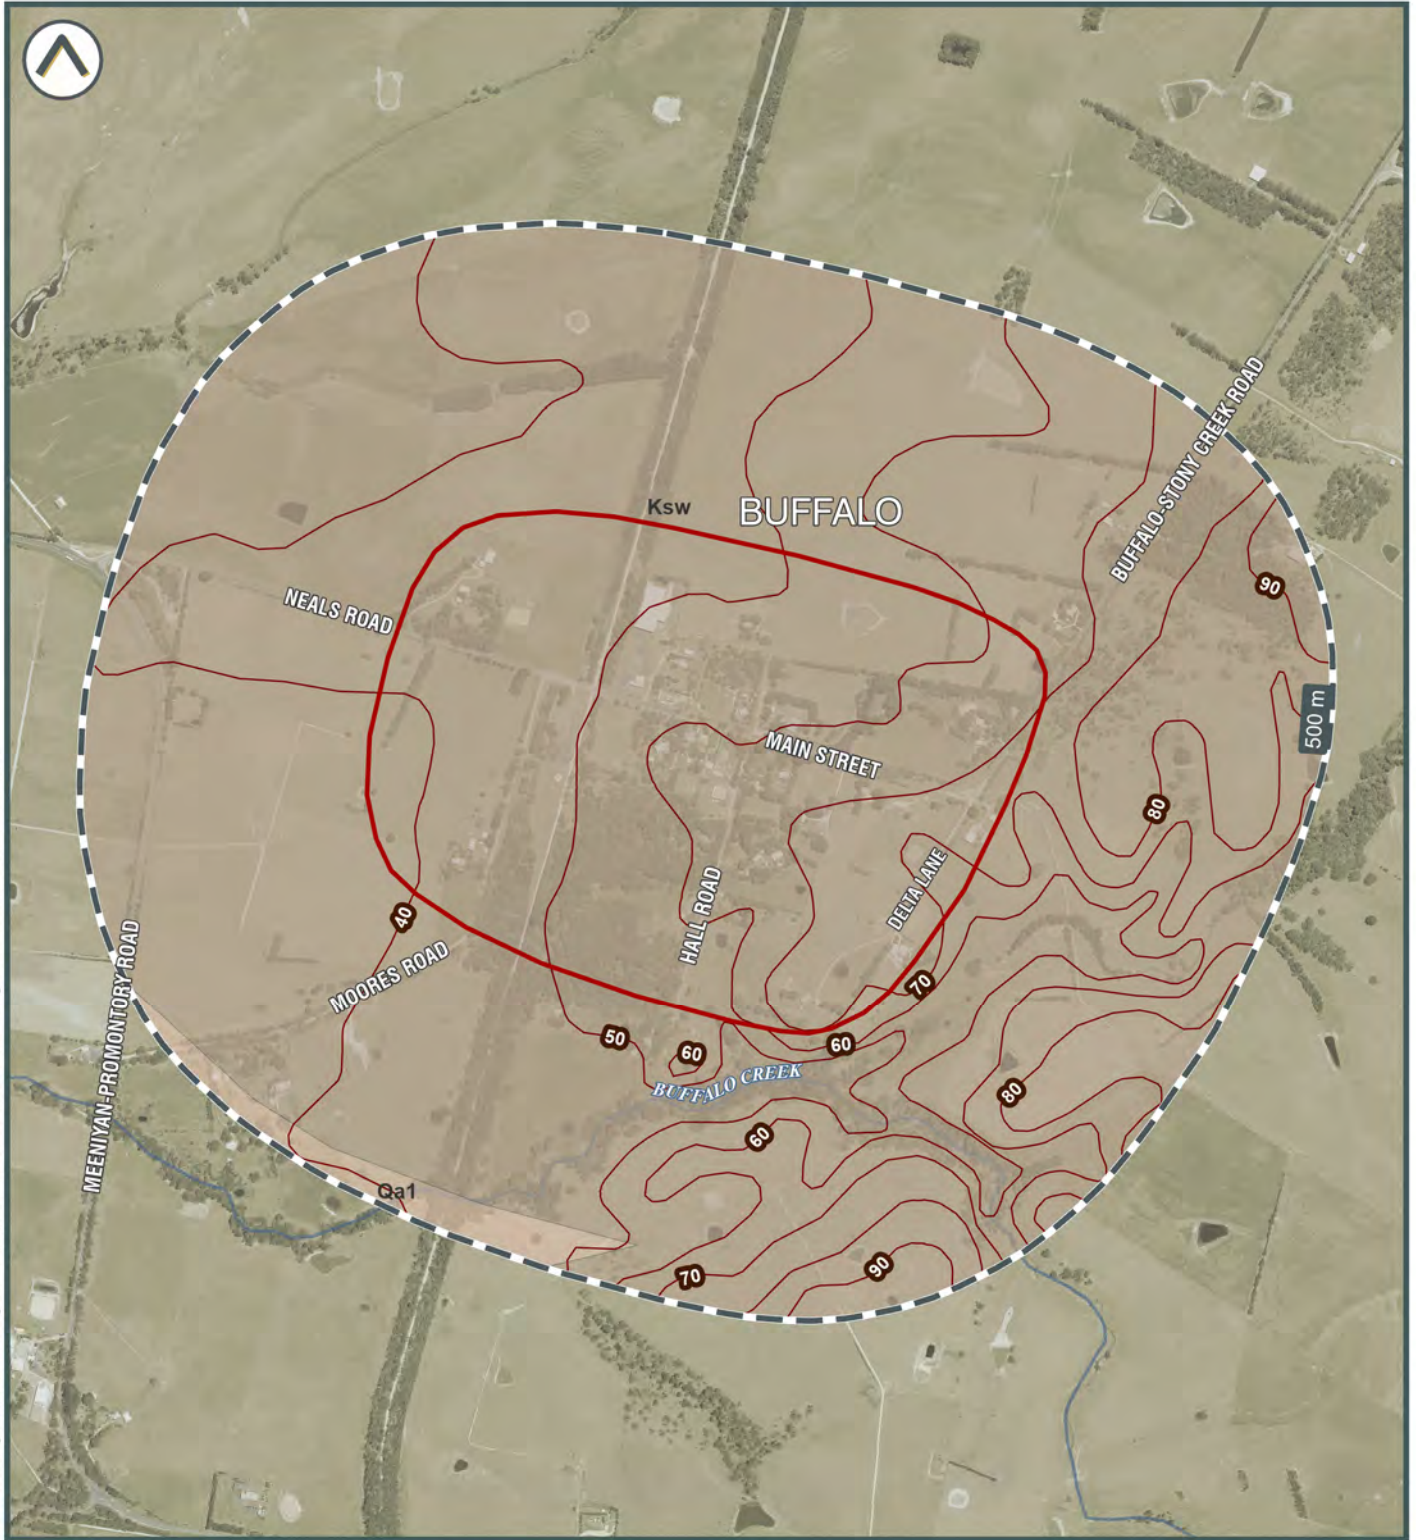 Ksw
BUFFALO
BUFFALO-STONY CREEK ROAD
90
NEALS ROAD
500 m
MAIN STREET
80
HALL ROAD
DELTA LANE
40
MOORES ROAD
MEENIYAN-PROMONTORY ROAD
70
50
60
60
BUFFALO CREEK
80
60
Qa1
90
70